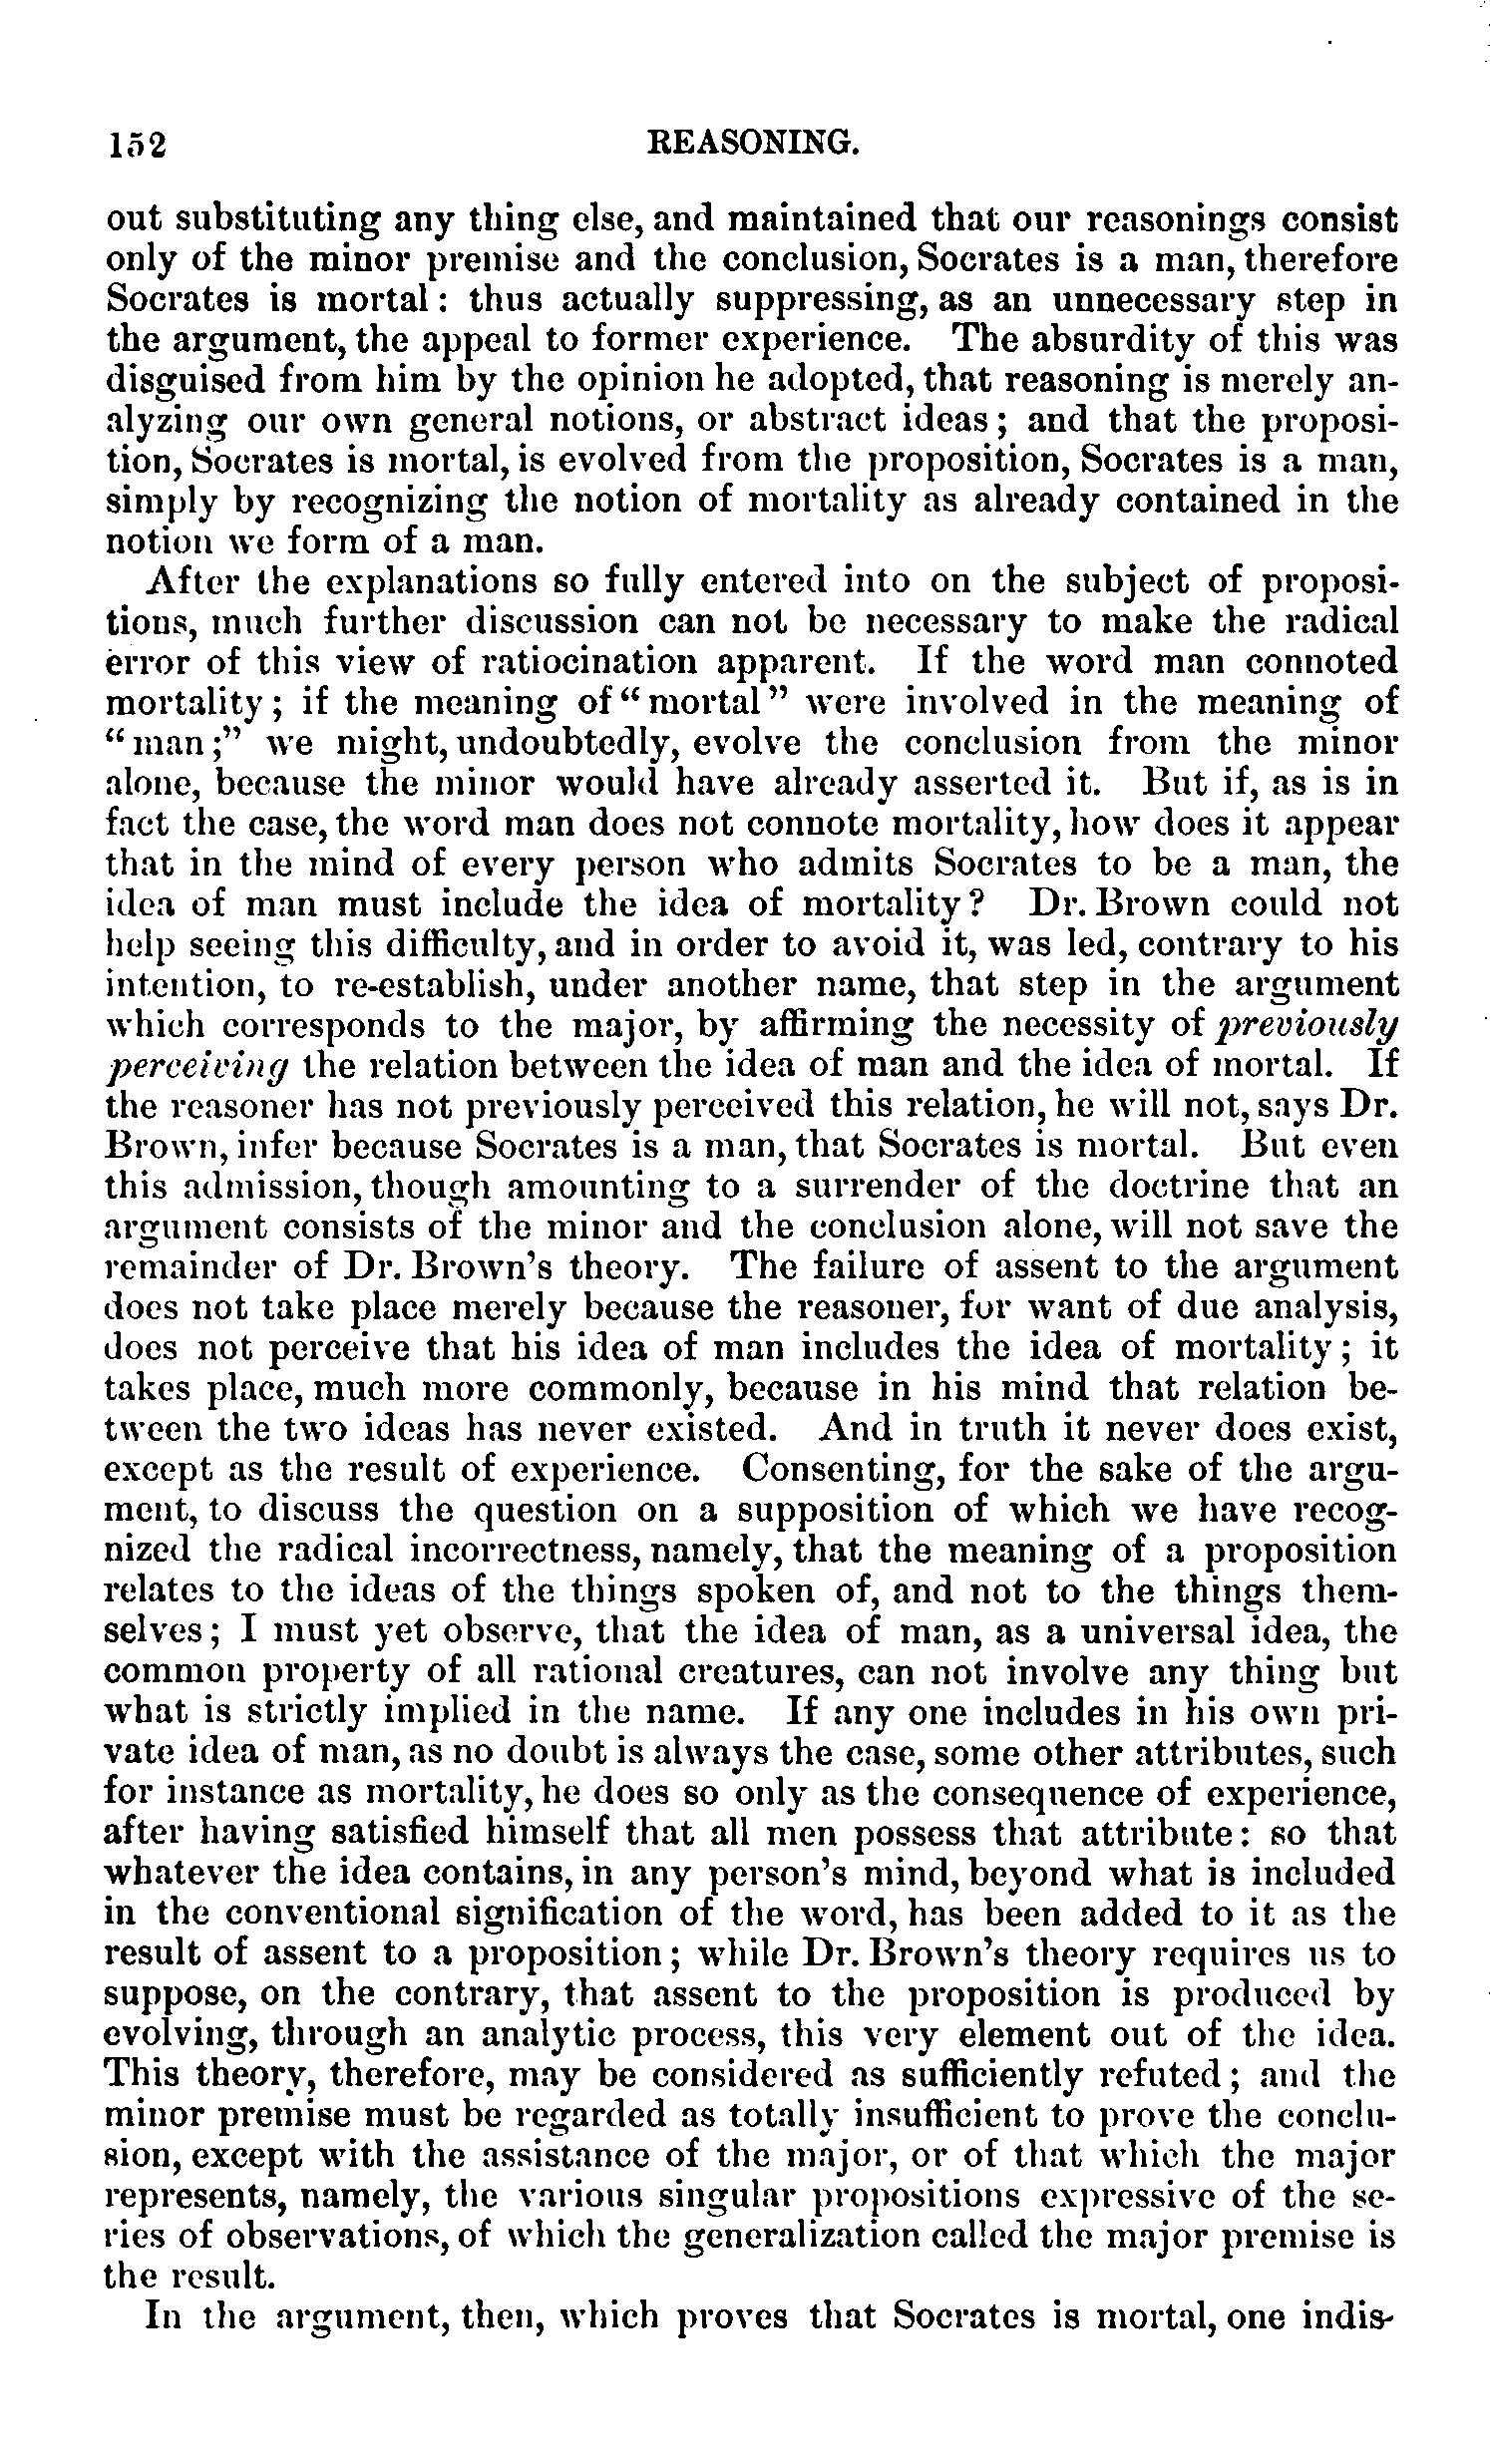 152 REASONING.
out substituting any thing else, and maintained that our reasonings consist
only of the minor premise and the conclusion, Socrates is a man, therefore
Socrates is mortal: thus actually suppressing, as an unnecessary step in
the argument, the appeal to former experience. The absurdity of this was
disguised from him by the opinion he adopted, that reasoning is merely an-
alyzing our own general notions, or abstract ideas; and that the proposi-
tion, Socrates is mortal, is evolved from the proposition, Socrates is a man,
simply by recognizing the notion of mortality as already contained in the
notion we form of a man.
After the explanations so fully entered into on the subject of proposi-
tions, much further discussion can not be necessary to make the radical
error of this view of ratiocination apparent. If the word man connoted
mortality; if the meaning of "mortal" were involved in the meaning of
"man;" we might, undoubtedly, evolve the conclusion from the minor
alone, because the minor would have already asserted it. But if, as is in
fact the case, the word man does not connote mortality, how does it appear
that in the mind of every person who admits Socrates to be a man, the
idea of man must include the idea of mortality? Dr. Brown could not
help seeing this difficulty, and in order to avoid it, was led, contrary to his
intention, to re-establish, under another name, that step in the argument
which corresponds to the major, by affirming the necessity of previously
perceiving the relation between the idea of man and the idea of mortal. If
the reasoner has not previously perceived this relation, he will not, says Dr.
Brown, infer because Socrates is a man, that Socrates is mortal. But even
this admission, though amounting to a surrender of the doctrine that an
argument consists of the minor and the conclusion alone, will not save the
remainder of Dr. Brown's theory. The failure of assent to the argument
does not take place merely because the reasoner, for want of due analysis,
does not perceive that his idea of man includes the idea of mortality; it
takes place, much more commonly, because in his mind that relation be-
tween the two ideas has never existed. And in truth it never does exist,
except as the result of experience. Consenting, for the sake of the argu-
ment, to discuss the question on a supposition of which we have recog-
nized the radical incorrectness, namely, that the meaning of a proposition
relates to the ideas of the things spoken of, and not to the things them-
selves; I must yet observe, that the idea of man, as a universal idea, the
common property of all rational creatures, can not involve any thing but
what is strictly implied in the name. If any one includes in his own pri-
vate idea of man, as no doubt is always the case, some other attributes, such
for instance as mortality, he does so only as the consequence of experience,
after having satisfied himself that all men possess that attribute: so that
whatever the idea contains, in any person's mind, beyond what is included
in the conventional signification of the word, has been added to it as the
result of assent to a proposition; while Dr. Brown's theory requires us to
suppose, on the contrary, that assent to the proposition is produced by
evolving, through an analytic process, this very element out of the idea.
This theory, therefore, may be considered as sufficiently refuted; and the
minor premise must be regarded as totally insufficient to prove the conclu-
sion, except with the assistance of the major, or of that which the major
represents, namely, the various singular propositions expressive of the se-
ries of observations, of which the generalization called the major premise is
the result.
In the argument, then, which proves that Socrates is mortal, one indis-